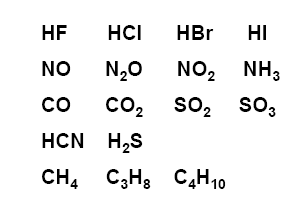 HF HCl HBr HI
NO N₂O NO₂ NH₃
CO CO₂ SO₂ SO₃
HCN H₂S
CH₄ C₃H₈ C₄H₁₀